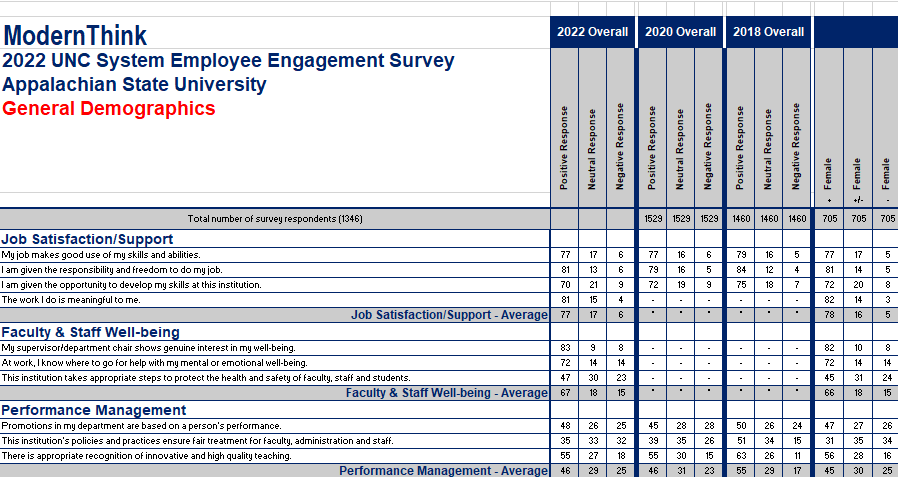 2022 Overall 2020 Overall 2018 Overall
ModernThink
2022 UNC System Employee Engagement Survey
Appalachian State University
General Demographics
Positive Response Neutral Response Negative Response Positive Response Neutral Response Negative Response Positive Response Neutral Response Negative Response Female + Female +/- Female -
Total number of survey respondents (1346) 1529 1529 1529 1460 1460 1460 705 705 705
Job Satisfaction/Support
My job makes good use of my skills and abilities. 77 17 6 77 16 6 79 16 5 77 17 5
I am given the responsibility and freedom to do my job. 81 13 6 79 16 5 84 12 4 81 14 5
I am given the opportunity to develop my skills at this institution. 70 21 9 72 19 9 75 18 7 72 20 8
The work I do is meaningful to me. 81 15 4 - - - - - - 82 14 3
Job Satisfaction/Support - Average 77 17 6 * * * * * * 78 16 5
Faculty & Staff Well-being
My supervisor/department chair shows genuine interest in my well-being. 83 9 8 - - - - - - 82 10 8
At work, I know where to go for help with my mental or emotional well-being. 72 14 14 - - - - - - 72 14 14
This institution takes appropriate steps to protect the health and safety of faculty, staff and students. 47 30 23 - - - - - - 45 31 24
Faculty & Staff Well-being - Average 67 18 15 * * * * * * 66 18 15
Performance Management
Promotions in my department are based on a person's performance. 48 26 25 45 28 28 50 26 24 47 27 26
This institution's policies and practices ensure fair treatment for faculty, administration and staff. 35 33 32 39 35 26 51 34 15 31 35 34
There is appropriate recognition of innovative and high quality teaching. 55 27 18 55 30 15 63 26 11 56 28 16
Performance Management - Average 46 29 25 46 31 23 55 29 17 45 30 25